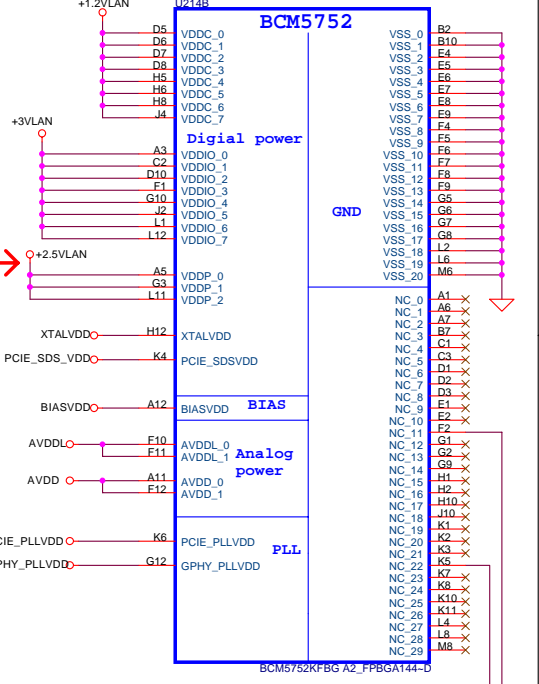 +1.2VLAN
U214B
BCM5752
D5 VDDC_0
D6 VDDC_1
D7 VDDC_2
D8 VDDC_3
H5 VDDC_4
H6 VDDC_5
H8 VDDC_6
J4 VDDC_7
+3VLAN
Digial power
A3 VDDIO_0
C2 VDDIO_1
D10 VDDIO_2
F1 VDDIO_3
G10 VDDIO_4
J2 VDDIO_5
L1 VDDIO_6
L12 VDDIO_7
+2.5VLAN
A5 VDDP_0
G3 VDDP_1
L11 VDDP_2
XTALVDD H12 XTALVDD
PCIE_SDS_VDD K4 PCIE_SDSVDD
BIASVDD A12 BIASVDD
BIAS
AVDDL F10 AVDDL_0
F11 AVDDL_1
Analog
power
AVDD A11 AVDD_0
F12 AVDD_1
CIE_PLLVDD K6 PCIE_PLLVDD
PLL
PHY_PLLVDD G12 GPHY_PLLVDD
VSS_0 B2
VSS_1 B10
VSS_2 E4
VSS_3 E5
VSS_4 E6
VSS_5 E7
VSS_6 E8
VSS_7 E9
VSS_8 F4
VSS_9 F5
VSS_10 F6
VSS_11 F7
VSS_12 F8
VSS_13 F9
VSS_14 G5
VSS_15 G6
VSS_16 G7
VSS_17 G8
VSS_18 L2
VSS_19 L6
VSS_20 M6
GND
NC_0 A1
NC_1 A6
NC_2 A7
NC_3 B7
NC_4 C1
NC_5 C3
NC_6 D1
NC_7 D2
NC_8 D3
NC_9 E1
NC_10 E2
NC_11 F2
NC_12 G1
NC_13 G2
NC_14 G9
NC_15 H1
NC_16 H2
NC_17 H10
NC_18 J10
NC_19 K1
NC_20 K2
NC_21 K3
NC_22 K5
NC_23 K7
NC_24 K8
NC_25 K10
NC_26 K11
NC_27 L4
NC_28 L8
NC_29 M8
BCM5752KFBG A2_FPBGA144~D